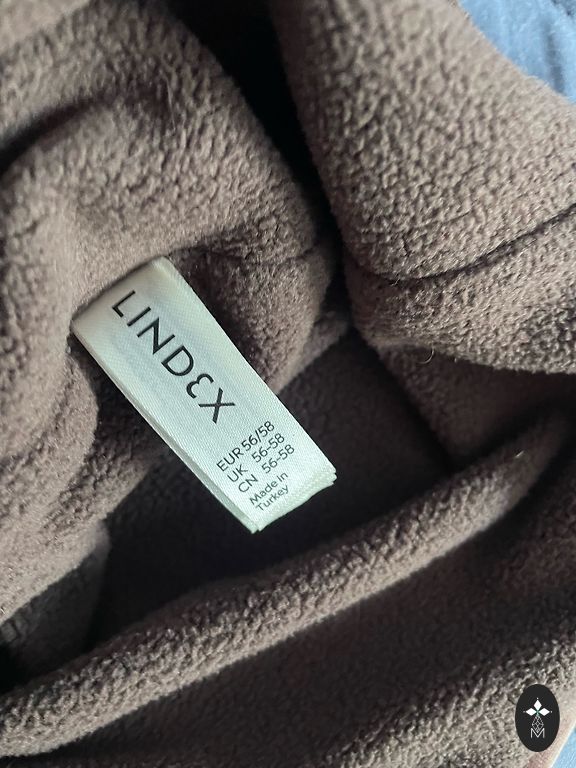 LINDEX
EUR 56/58
UK 56-58
CN 56-58
Made in
Turkey
M